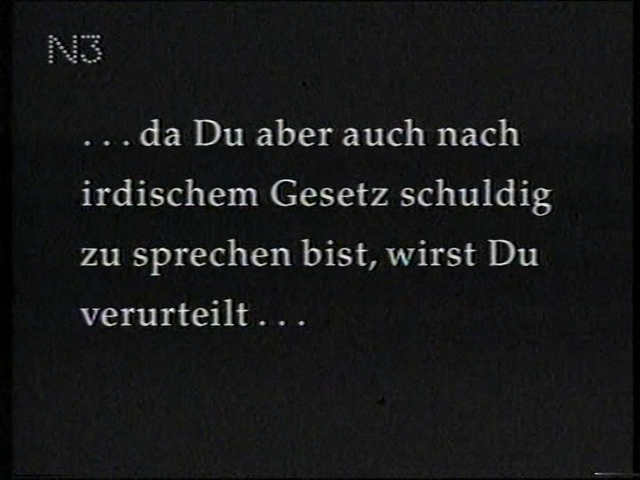 N3
. . . da Du aber auch nach
irdischem Gesetz schuldig
zu sprechen bist, wirst Du
verurteilt . . .